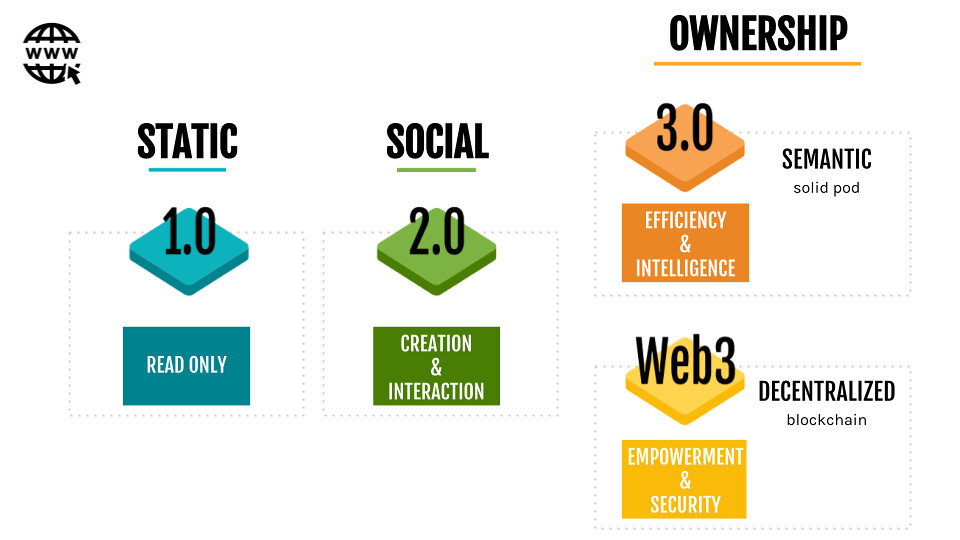 WWW
OWNERSHIP
STATIC
SOCIAL
1.0
READ ONLY
2.0
CREATION
&
INTERACTION
3.0
SEMANTIC
solid pod
EFFICIENCY
&
INTELLIGENCE
Web3
DECENTRALIZED
blockchain
EMPOWERMENT
&
SECURITY